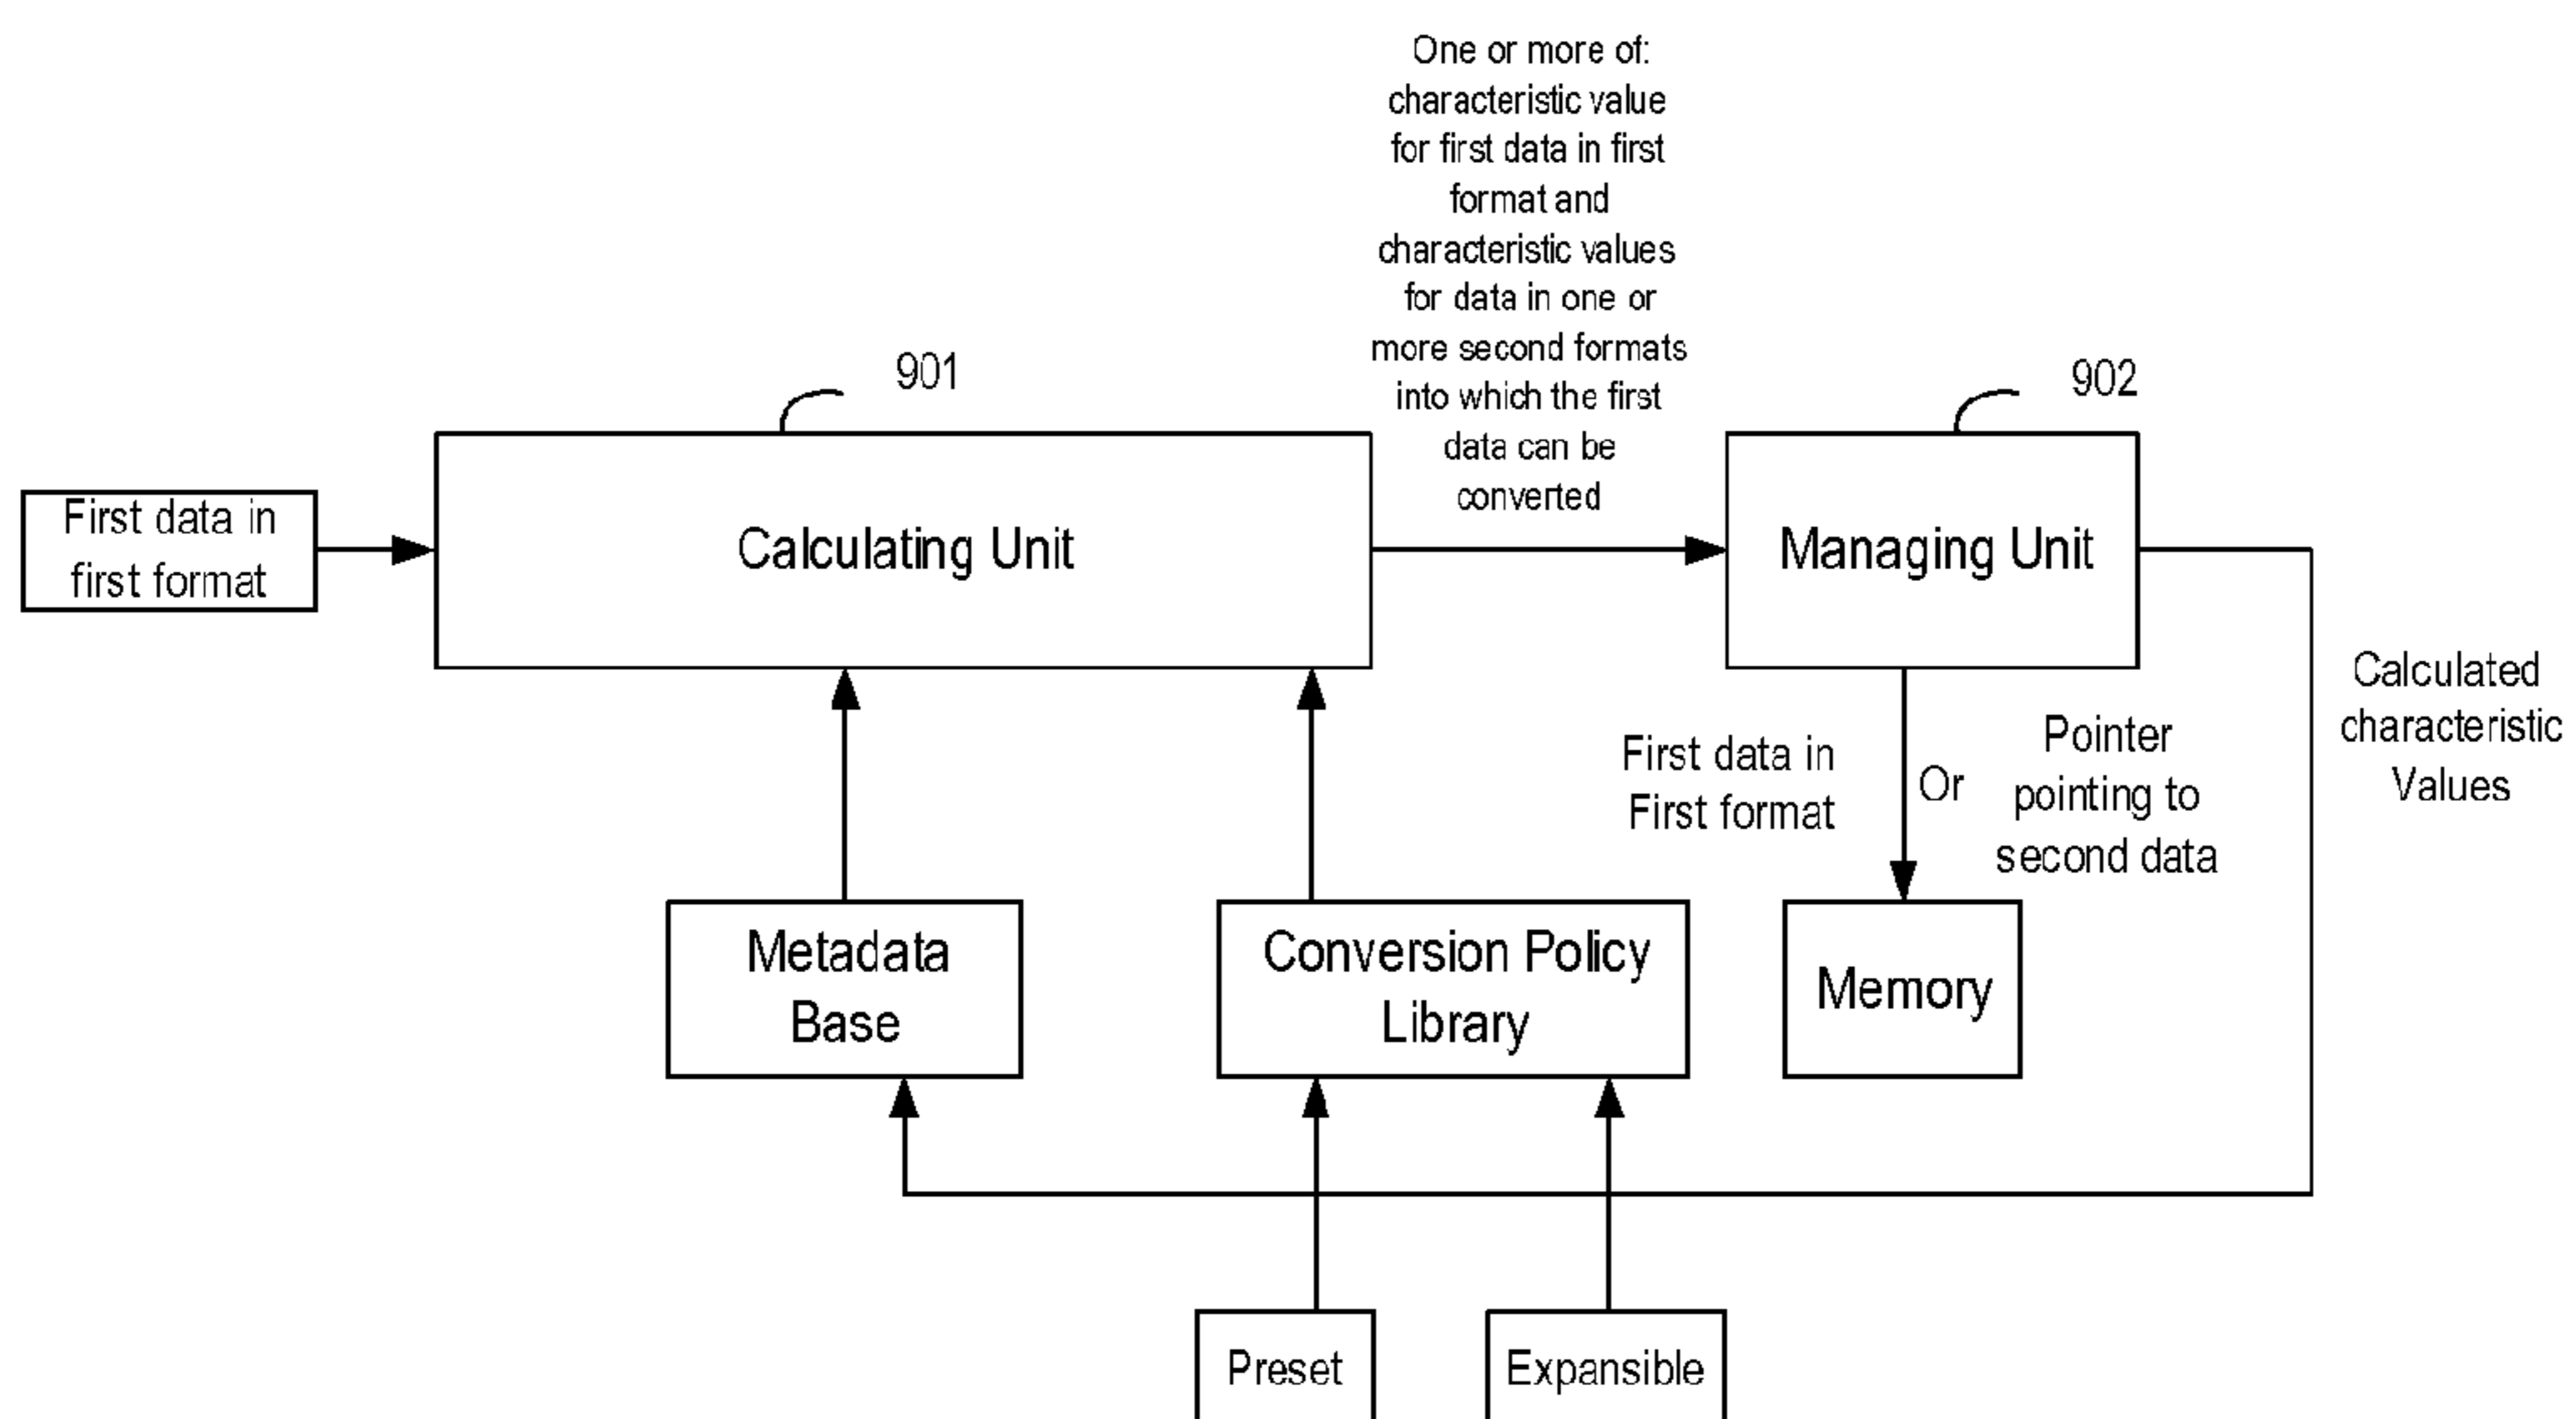 One or more of:
characteristic value
for first data in first
format and
characteristic values
for data in one or
more second formats
into which the first
data can be
converted
901
902
First data in
first format
Calculating Unit
Managing Unit
Calculated
characteristic
Values
First data in
First format
Or
Pointer
pointing to
second data
Metadata
Base
Conversion Policy
Library
Memory
Preset
Expansible